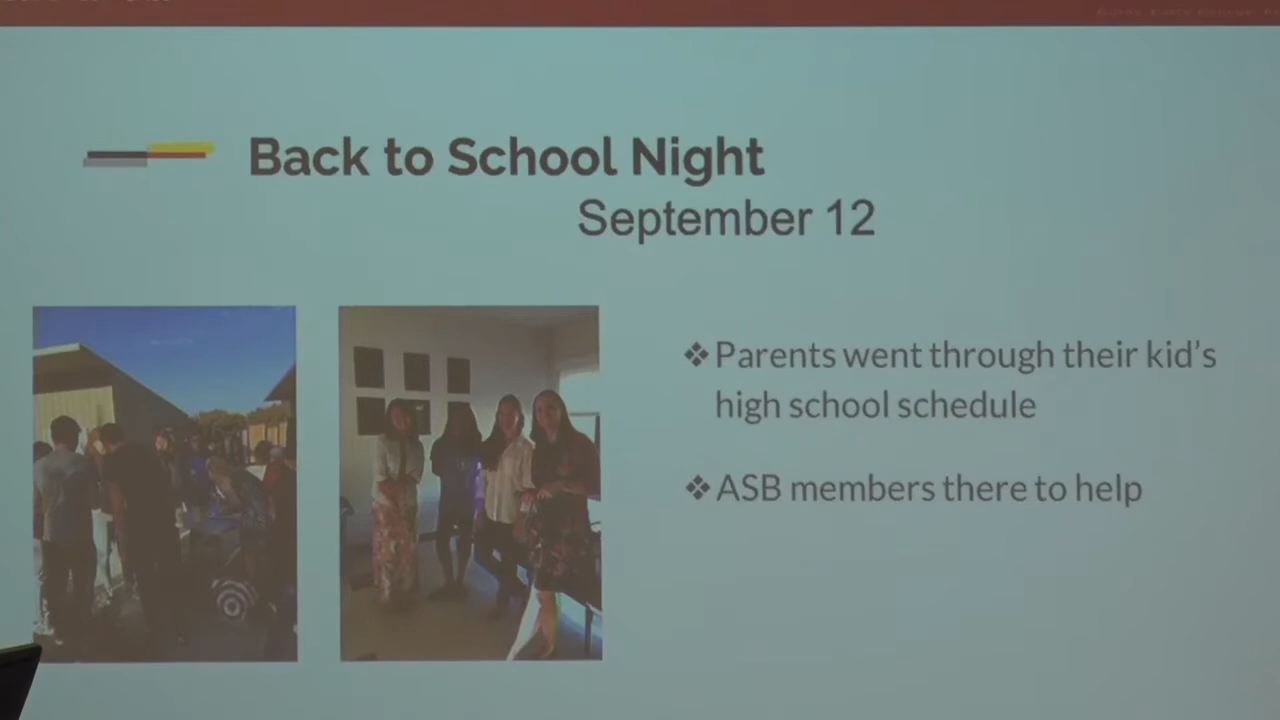 Back to School Night
September 12
❖ Parents went through their kid's
high school schedule
❖ ASB members there to help